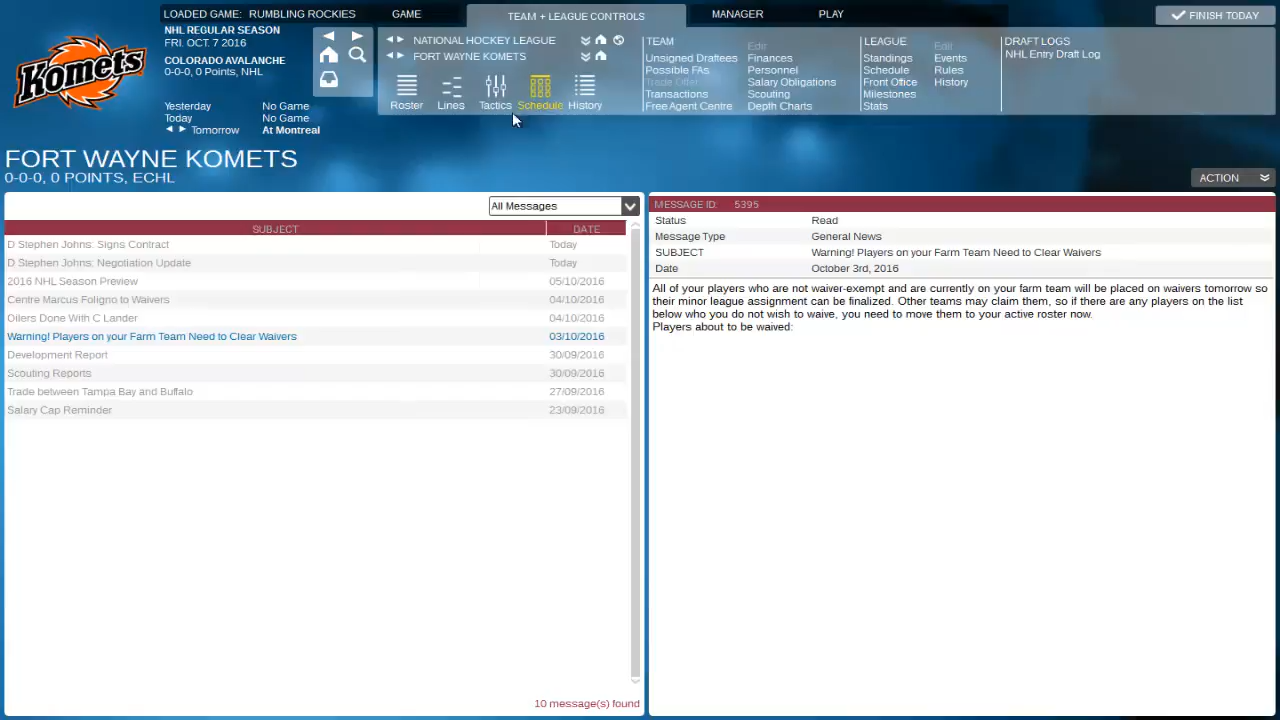 LOADED GAME: RUMBLING ROCKIES
GAME
TEAM + LEAGUE CONTROLS
MANAGER
PLAY
FINISH TODAY
Komets
NHL REGULAR SEASON
FRI. OCT. 7 2016
COLORADO AVALANCHE
0-0-0, 0 Points, NHL
Yesterday No Game
Today No Game
Tomorrow At Montreal
NATIONAL HOCKEY LEAGUE
FORT WAYNE KOMETS
Roster Lines Tactics Schedule History
TEAM
Unsigned Draftees
Possible FAs
Trade Offer
Transactions
Free Agent Centre
Edit
Finances
Personnel
Salary Obligations
Scouting
Depth Charts
LEAGUE
Standings
Schedule
Front Office
Milestones
Stats
Edit
Events
Rules
History
DRAFT LOGS
NHL Entry Draft Log
FORT WAYNE KOMETS
0-0-0, 0 POINTS, ECHL
ACTION
All Messages
SUBJECT DATE
D Stephen Johns: Signs Contract Today
D Stephen Johns: Negotiation Update Today
2016 NHL Season Preview 05/10/2016
Centre Marcus Foligno to Waivers 04/10/2016
Oilers Done With C Lander 04/10/2016
Warning! Players on your Farm Team Need to Clear Waivers 03/10/2016
Development Report 30/09/2016
Scouting Reports 30/09/2016
Trade between Tampa Bay and Buffalo 27/09/2016
Salary Cap Reminder 23/09/2016
10 message(s) found
MESSAGE ID: 5395
Status Read
Message Type General News
SUBJECT Warning! Players on your Farm Team Need to Clear Waivers
Date October 3rd, 2016
All of your players who are not waiver-exempt and are currently on your farm team will be placed on waivers tomorrow so
their minor league assignment can be finalized. Other teams may claim them, so if there are any players on the list
below who you do not wish to waive, you need to move them to your active roster now.
Players about to be waived: